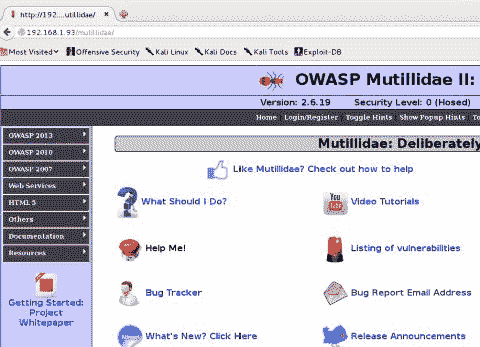 http://192....utillidae/
192.168.1.93/mutillidae/
Most Visited Offensive Security Kali Linux Kali Docs Kali Tools Exploit-DB
OWASP Mutillidae II:
Version: 2.6.19 Security Level: 0 (Hosed)
Home Login/Register Toggle Hints Show Popup Hints To
Mutillidae: Deliberately
OWASP 2013
OWASP 2010
OWASP 2007
Web Services
HTML 5
Others
Documentation
Resources
Getting Started:
Project
Whitepaper
Like Mutillidae? Check out how to help
What Should I Do? Video Tutorials
You
Tube
Help Me! Listing of vulnerabilities
Bug Tracker Bug Report Email Address
What's New? Click Here Release Announcements